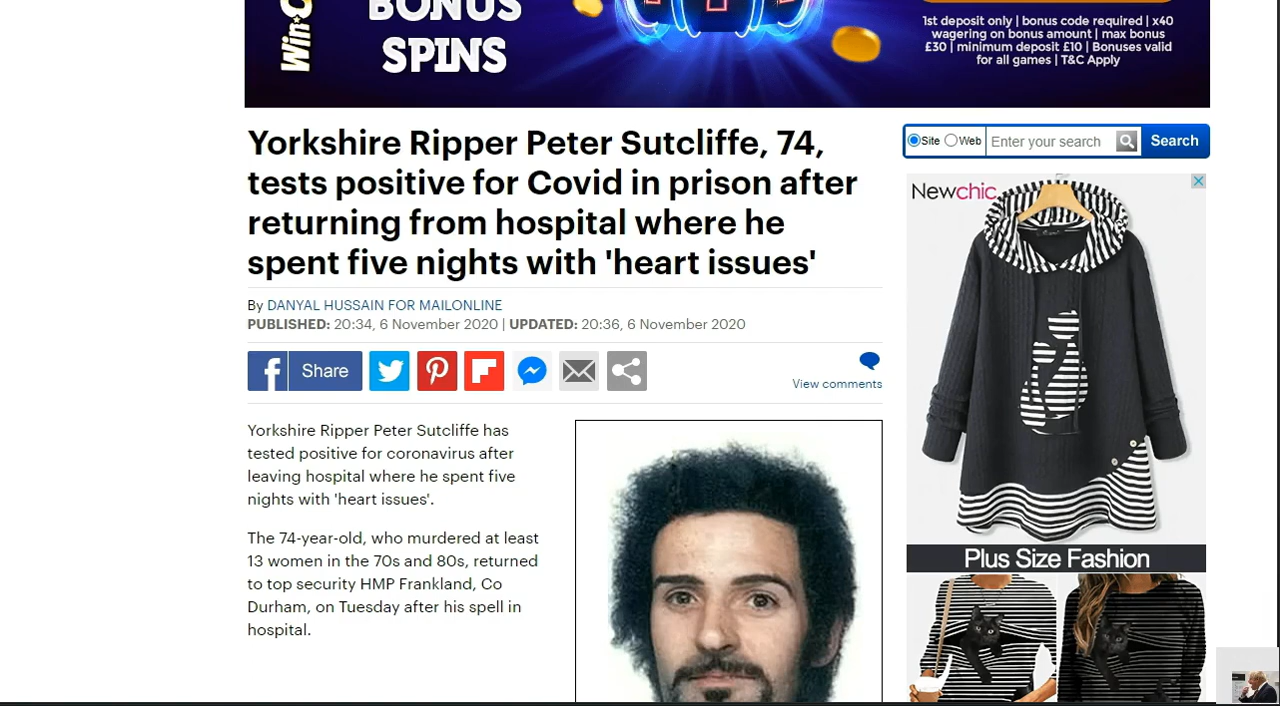 Win-O
BONUS
SPINS
1st deposit only | bonus code required | x40
wagering on bonus amount | max bonus
£30 | minimum deposit £10 | Bonuses valid
for all games | T&C Apply
Yorkshire Ripper Peter Sutcliffe, 74,
tests positive for Covid in prison after
returning from hospital where he
spent five nights with 'heart issues'
By DANYAL HUSSAIN FOR MAILONLINE
PUBLISHED: 20:34, 6 November 2020 | UPDATED: 20:36, 6 November 2020
f Share
View comments
Yorkshire Ripper Peter Sutcliffe has
tested positive for coronavirus after
leaving hospital where he spent five
nights with 'heart issues'.
The 74-year-old, who murdered at least
13 women in the 70s and 80s, returned
to top security HMP Frankland, Co
Durham, on Tuesday after his spell in
hospital.
Site Web Enter your search Search
Newchic
Plus Size Fashion